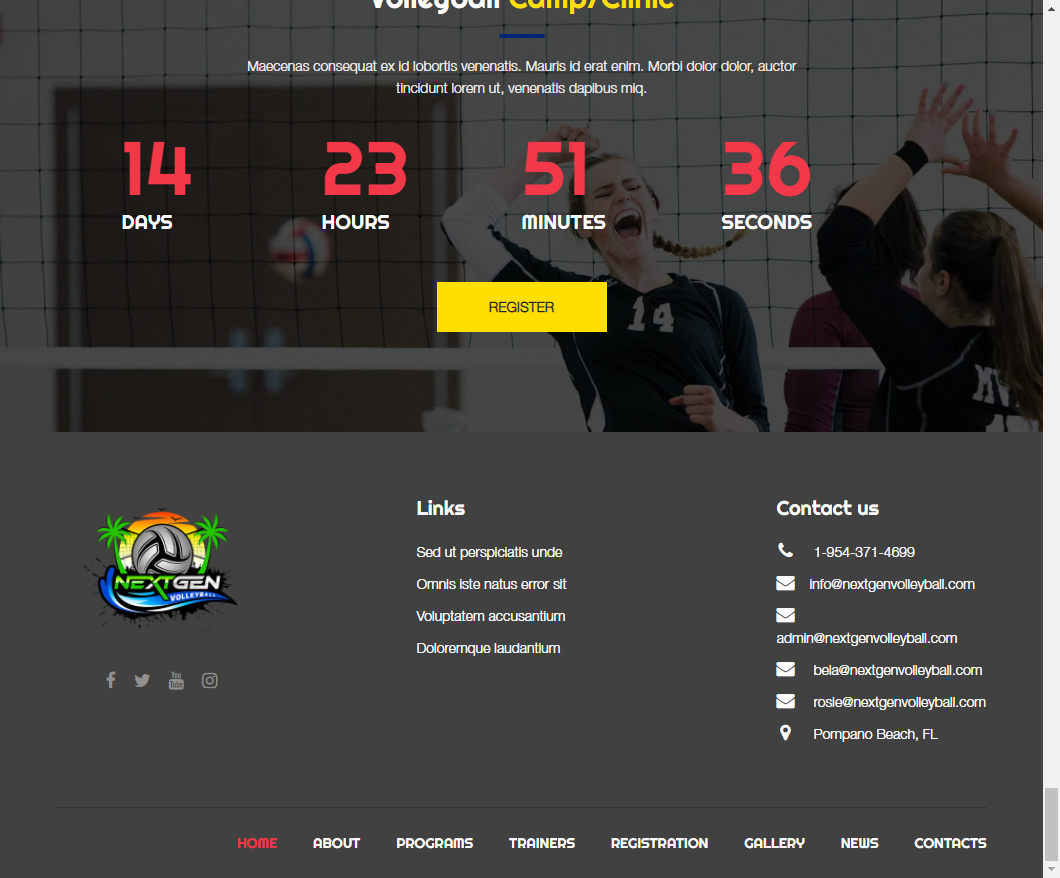 Volleyball Camp/Clinic
Maecenas consequat ex id lobortis venenatis. Mauris id erat enim. Morbi dolor dolor, auctor
tincidunt lorem ut, venenatis dapibus miq.
14 23 51 36
DAYS HOURS MINUTES SECONDS
REGISTER
14
NEXTGEN
VOLLEYBALL
Links
Sed ut perspiciatis unde
Omnis iste natus error sit
Voluptatem accusantium
Doloremque laudantium
Contact us
1-954-371-4699
info@nextgenvolleyball.com
admin@nextgenvolleyball.com
bela@nextgenvolleyball.com
rosie@nextgenvolleyball.com
Pompano Beach, FL
HOME ABOUT PROGRAMS TRAINERS REGISTRATION GALLERY NEWS CONTACTS